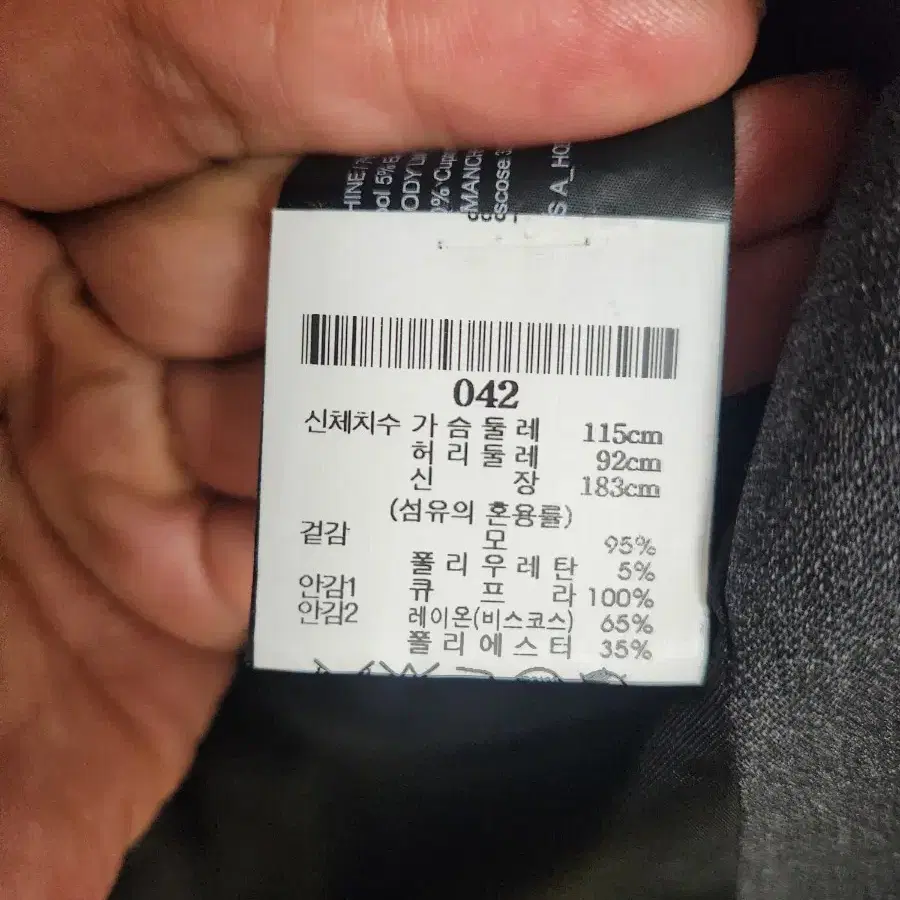 042
신체치수 가슴둘레 115cm
허리둘레 92cm
신장 183cm
(섬유의 혼용률)
겉감 모 95%
폴리우레탄 5%
안감1 큐프라 100%
안감2 레이온(비스코스) 65%
폴리에스터 35%